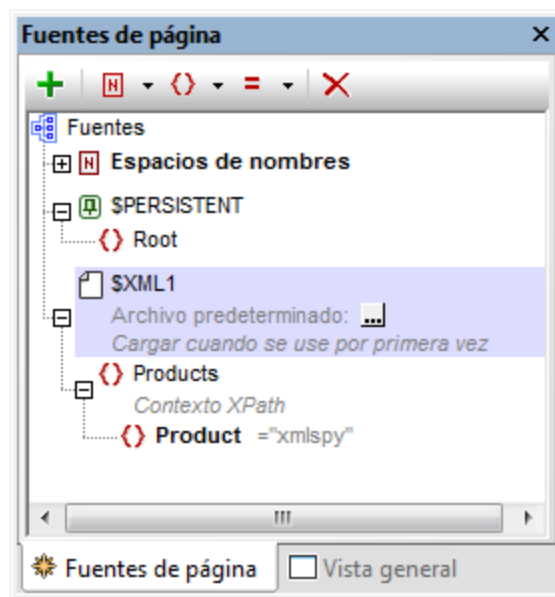 Fuentes de página
Fuentes
Espacios de nombres
$PERSISTENT
{} Root
$XML1
Archivo predeterminado: ...
Cargar cuando se use por primera vez
{} Products
Contexto XPath
{} Product ="xmlspy"
Fuentes de página Vista general